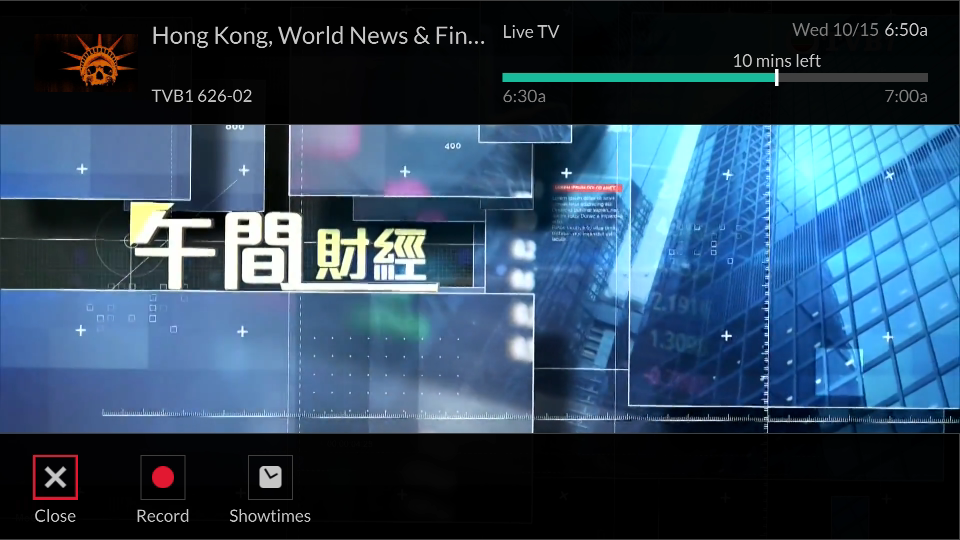 Hong Kong, World News & Fin...
Live TV
Wed 10/15 6:50a
10 mins left
TVB1 626-02
6:30a
7:00a
800
400
午間財經
Close
Record
Showtimes